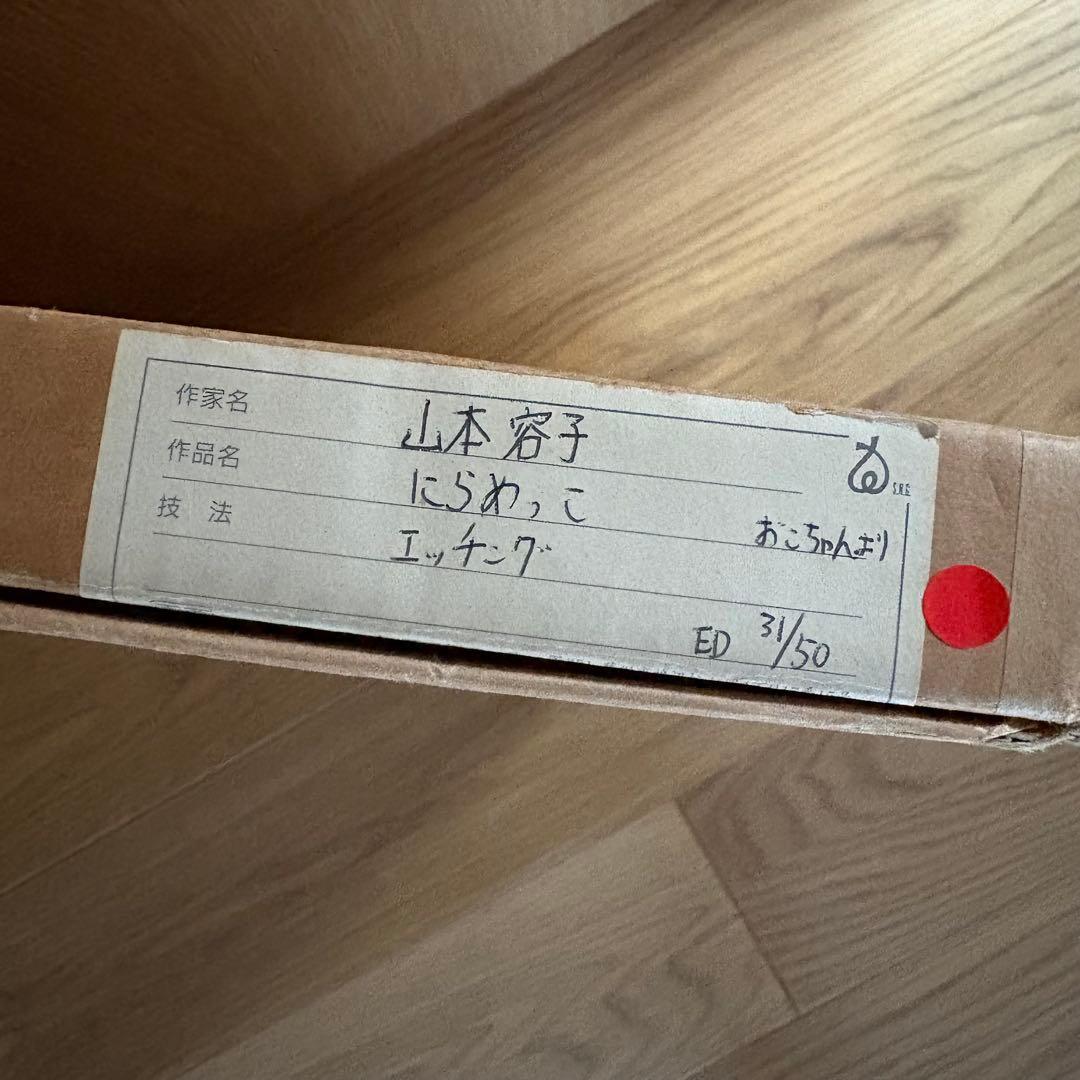 作家名 山本容子
作品名 にらめっこ
おこちゃんより
技法 エッチング
ED 31/50